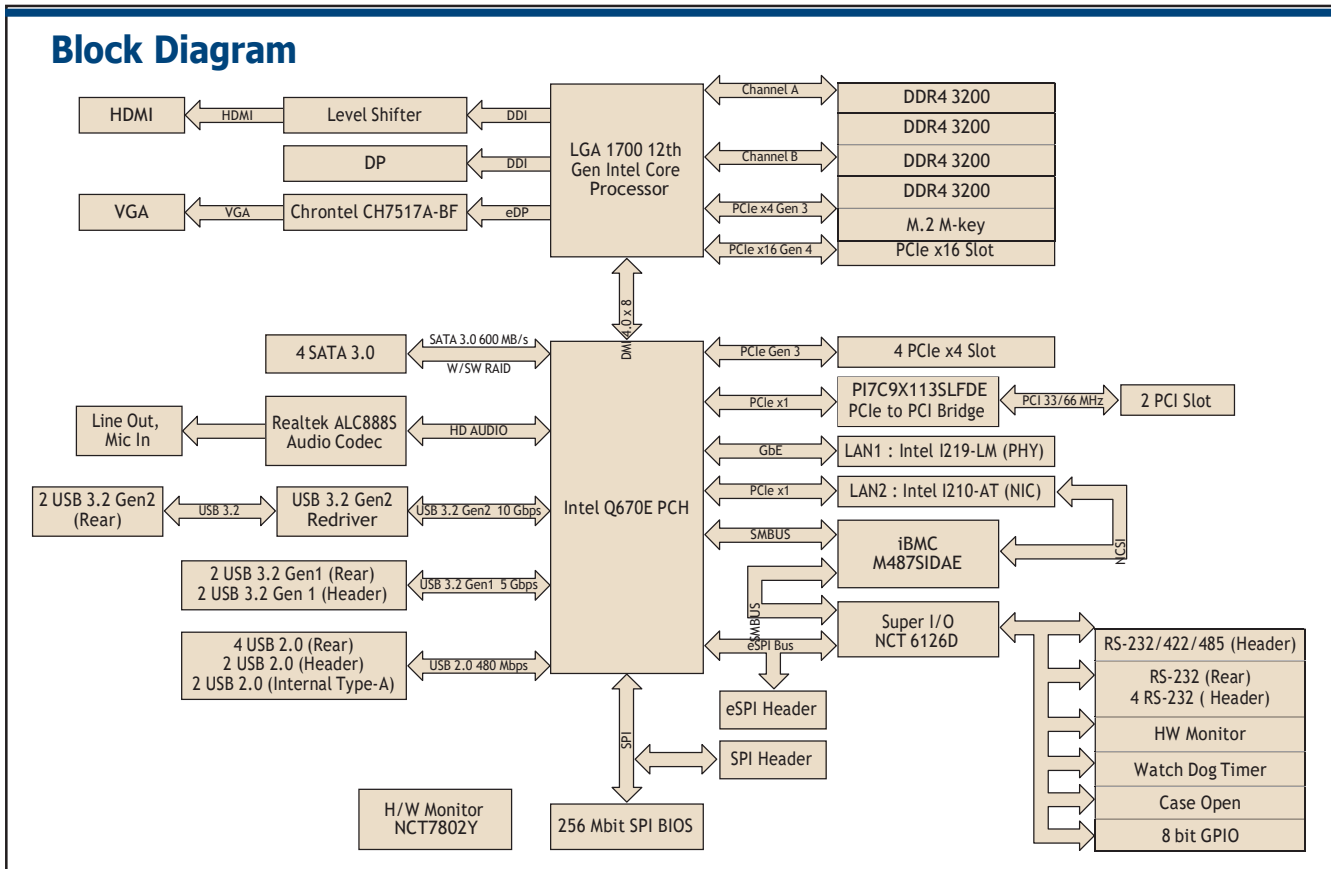 Block Diagram
HDMI
HDMI
Level Shifter
DDI
DP
DDI
VGA
VGA
Chrontel CH7517A-BF
eDP
LGA 1700 12th
Gen Intel Core
Processor
Channel A
DDR4 3200
DDR4 3200
Channel B
DDR4 3200
DDR4 3200
PCIe x4 Gen 3
M.2 M-key
PCIe x16 Gen 4
PCIe x16 Slot
DMI 4.0 x 8
4 SATA 3.0
SATA 3.0 600 MB/s
W/SW RAID
Line Out,
Mic In
Realtek ALC888S
Audio Codec
HD AUDIO
2 USB 3.2 Gen2
(Rear)
USB 3.2
USB 3.2 Gen2
Redriver
USB 3.2 Gen2 10 Gbps
2 USB 3.2 Gen1 (Rear)
2 USB 3.2 Gen 1 (Header)
USB 3.2 Gen1 5 Gbps
4 USB 2.0 (Rear)
2 USB 2.0 (Header)
2 USB 2.0 (Internal Type-A)
USB 2.0 480 Mbps
Intel Q670E PCH
PCIe Gen 3
4 PCIe x4 Slot
PCIe x1
PI7C9X113SLFDE
PCIe to PCI Bridge
PCI 33/66 MHz
2 PCI Slot
GbE
LAN1 : Intel I219-LM (PHY)
PCIe x1
LAN2 : Intel I210-AT (NIC)
NCSI
SMBUS
iBMC
M487SIDAE
SMBUS
eSPI Bus
Super I/O
NCT 6126D
eSPI Header
SPI
SPI Header
256 Mbit SPI BIOS
H/W Monitor
NCT7802Y
RS-232/422/485 (Header)
RS-232 (Rear)
4 RS-232 ( Header)
HW Monitor
Watch Dog Timer
Case Open
8 bit GPIO